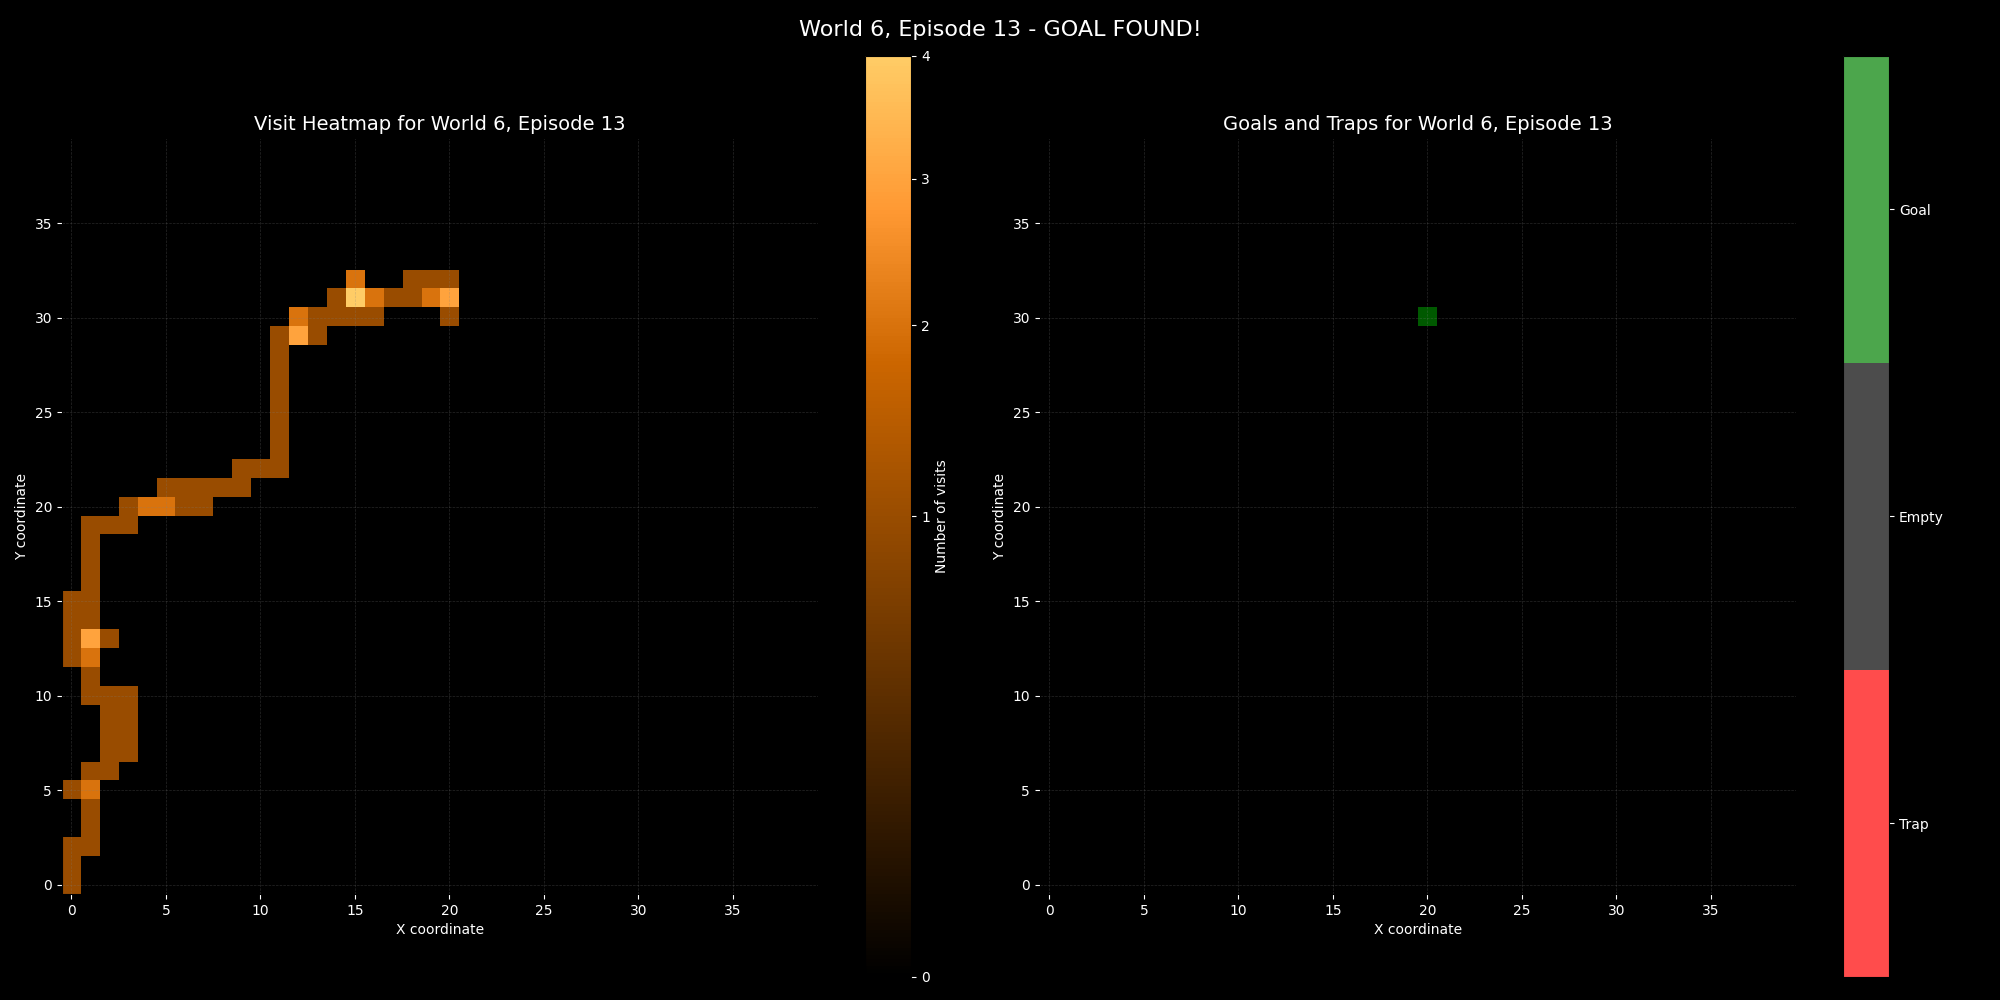 World 6, Episode 13 - GOAL FOUND!
Visit Heatmap for World 6, Episode 13
35
30
25
20
15
10
5
0
Y coordinate
0 5 10 15 20 25 30 35
X coordinate
4
3
2
1
0
Number of visits
Goals and Traps for World 6, Episode 13
35
30
25
20
15
10
5
0
Y coordinate
0 5 10 15 20 25 30 35
X coordinate
Goal
Empty
Trap